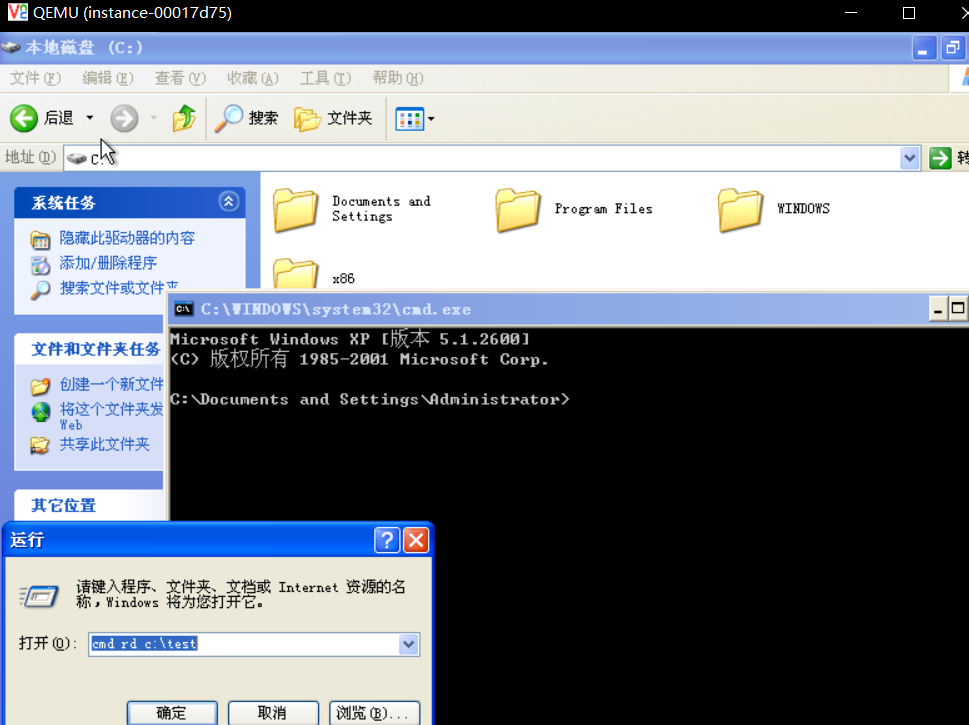 QEMU (instance-00017d75)
本地磁盘 (C:)
文件(F) 编辑(E) 查看(V) 收藏(A) 工具(T) 帮助(H)
后退 搜索 文件夹
地址(D) C:
系统任务
隐藏此驱动器的内容
添加/删除程序
搜索文件或文件夹
Documents and
Settings
Program Files
WINDOWS
x86
文件和文件夹任务
创建一个新文件
将这个文件夹发
Web
共享此文件夹
其它位置
C:\WINDOWS\system32\cmd.exe
Microsoft Windows XP [版本 5.1.2600]
(C) 版权所有 1985-2001 Microsoft Corp.
C:\Documents and Settings\Administrator>
运行
请键入程序、文件夹、文档或 Internet 资源的名
称,Windows 将为您打开它。
打开(O): cmd rd c:\test
确定 取消 浏览(B)...